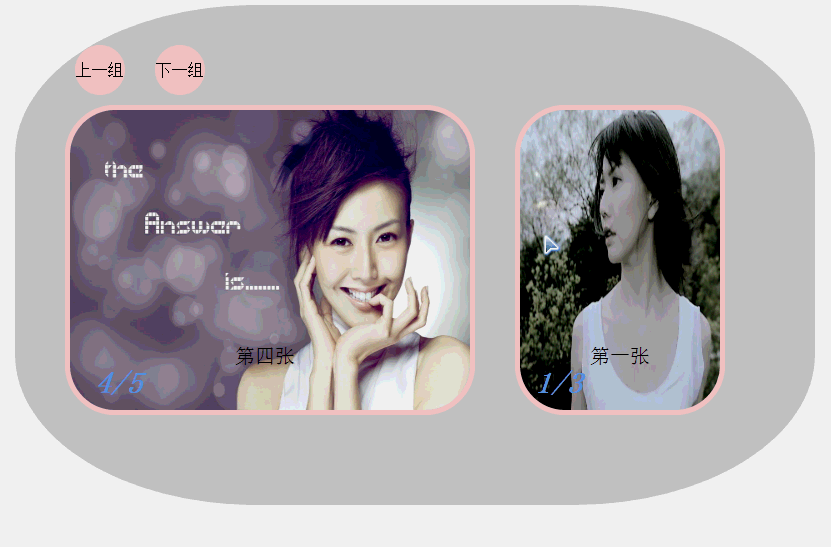 上一组 下一组
the
Answer
is.......
第四张
4/5
第一张
1/3